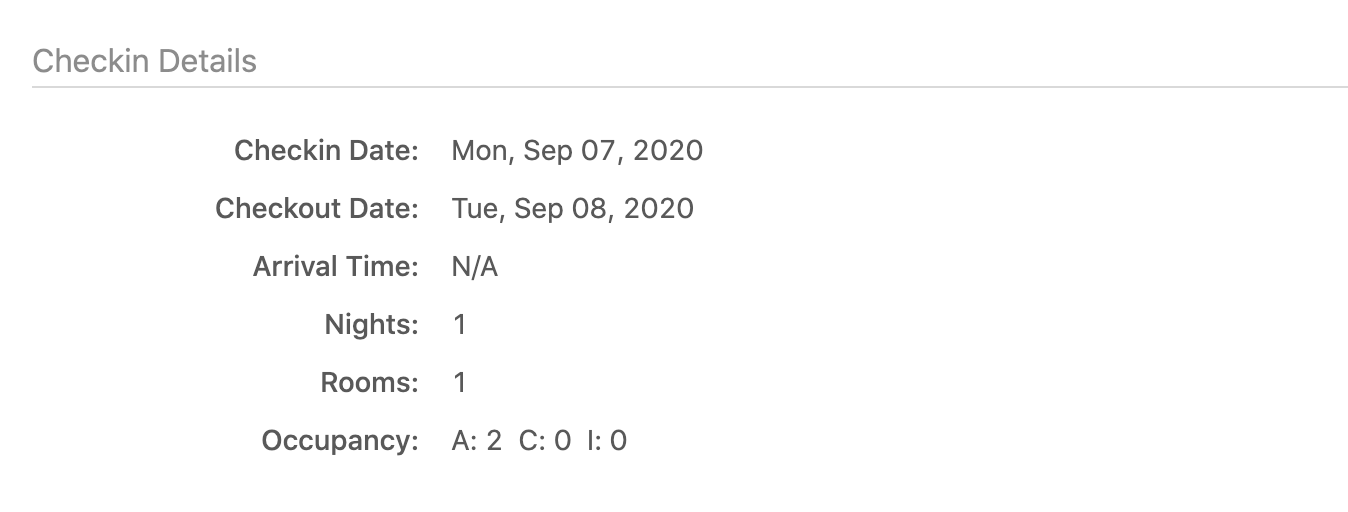 Checkin Details
Checkin Date: Mon, Sep 07, 2020
Checkout Date: Tue, Sep 08, 2020
Arrival Time: N/A
Nights: 1
Rooms: 1
Occupancy: A: 2 C: 0 I: 0